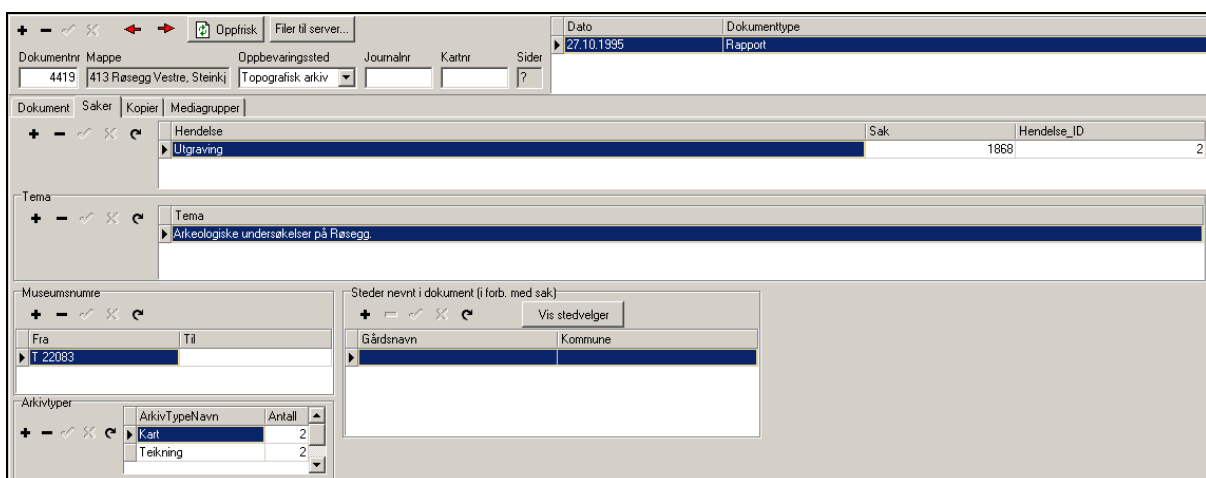 Oppfrisk Filer til server...
Dato Dokumenttype
27.10.1995 Rapport
Dokumentnr Mappe Oppbevaringssted Journalnr Kartnr Sider
4419 413 Røsegg Vestre, Steinkj Topografisk arkiv ?
Dokument Saker Kopier Mediagrupper
Hendelse Sak Hendelse_ID
Utgraving 1868 2
Tema
Tema
Arkeologiske undersøkelser på Røsegg.
Museumsnumre
Fra Til
T 22083
Steder nevnt i dokument (i forb. med sak)
Vis stedvelger
Gårdsnavn Kommune
Arkivtyper
ArkivTypeNavn Antall
Kart 2
Teikning 2